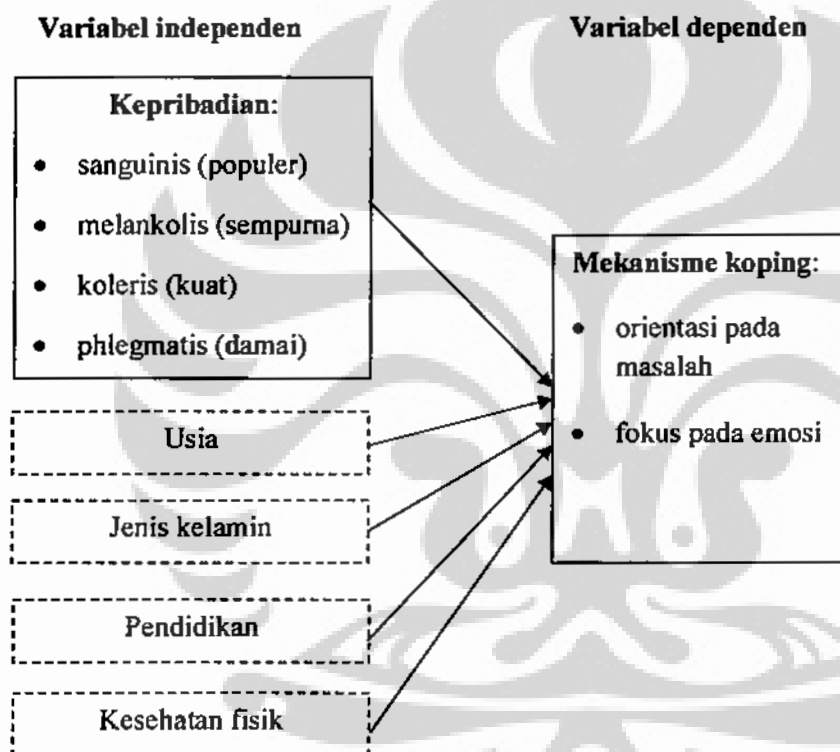 Variabel independen
Variabel dependen
Kepribadian:
• sanguinis (populer)
• melankolis (sempurna)
• koleris (kuat)
• phlegmatis (damai)
Mekanisme koping:
• orientasi pada
masalah
• fokus pada emosi
Usia
Jenis kelamin
Pendidikan
Kesehatan fisik